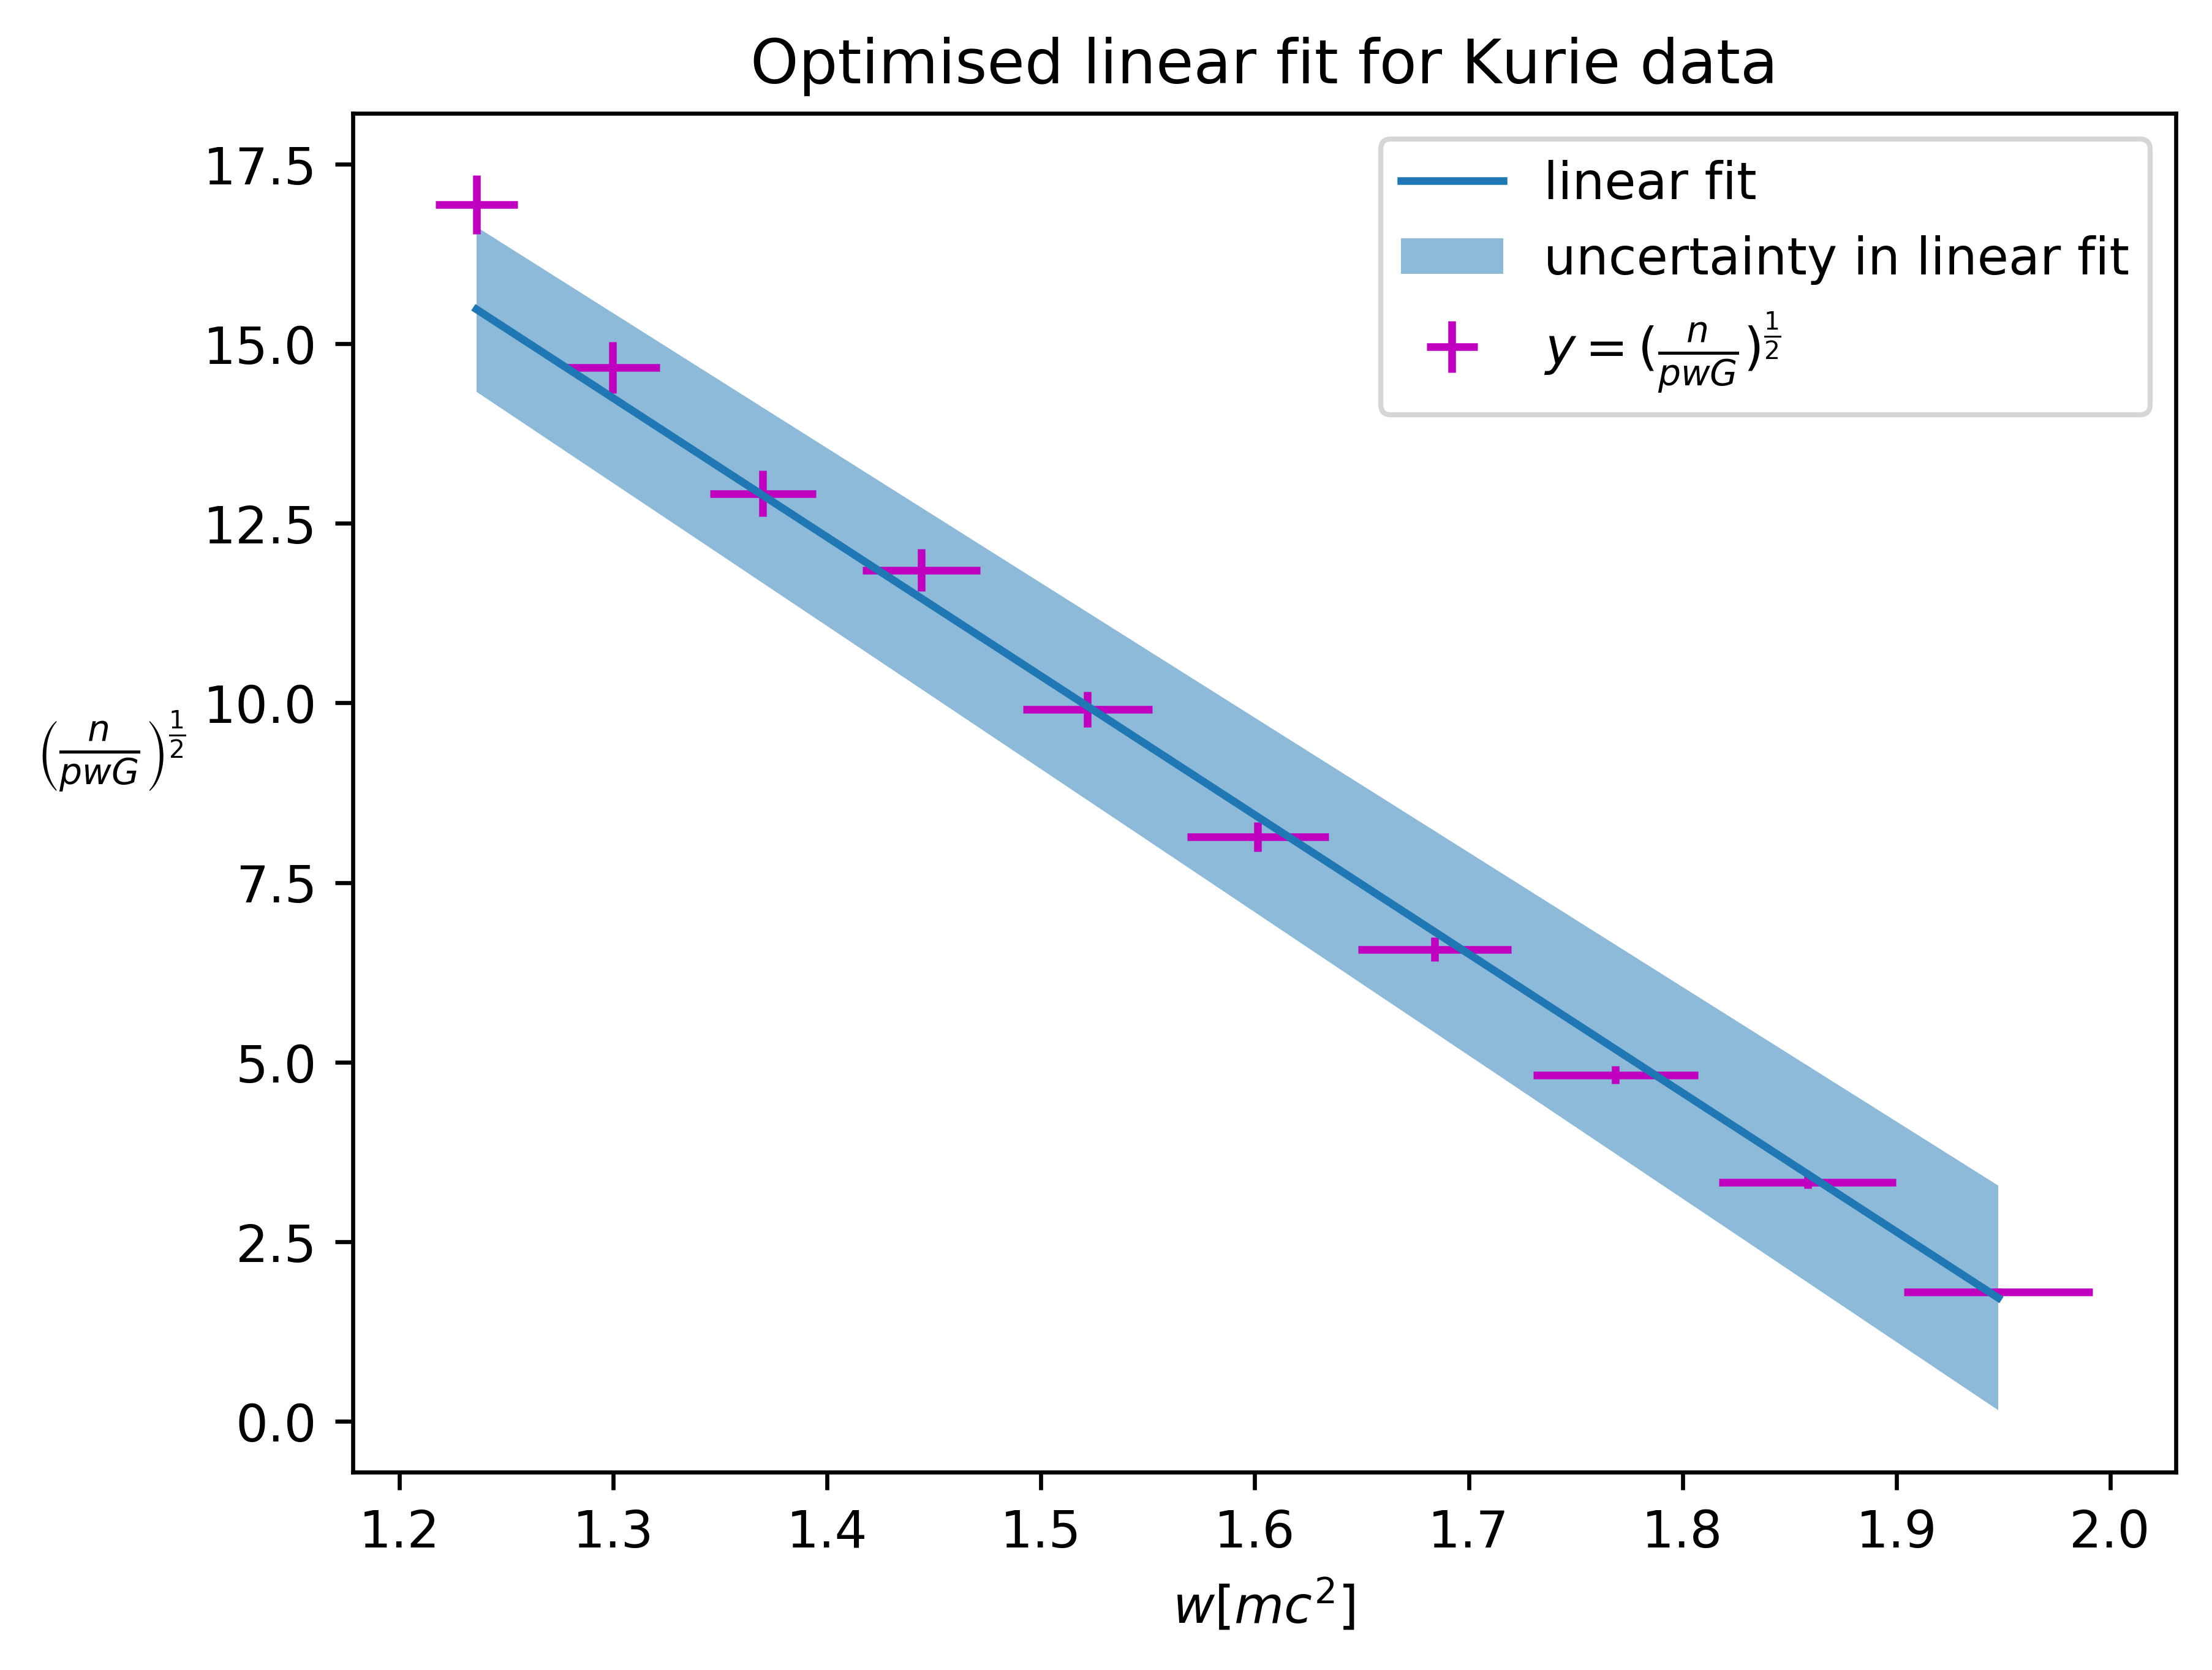 Optimised linear fit for Kurie data
linear fit
uncertainty in linear fit
y = (n/pwG)^1/2
17.5
15.0
12.5
10.0
7.5
5.0
2.5
0.0
(n/pwG)^1/2
1.2 1.3 1.4 1.5 1.6 1.7 1.8 1.9 2.0
w[mc²]